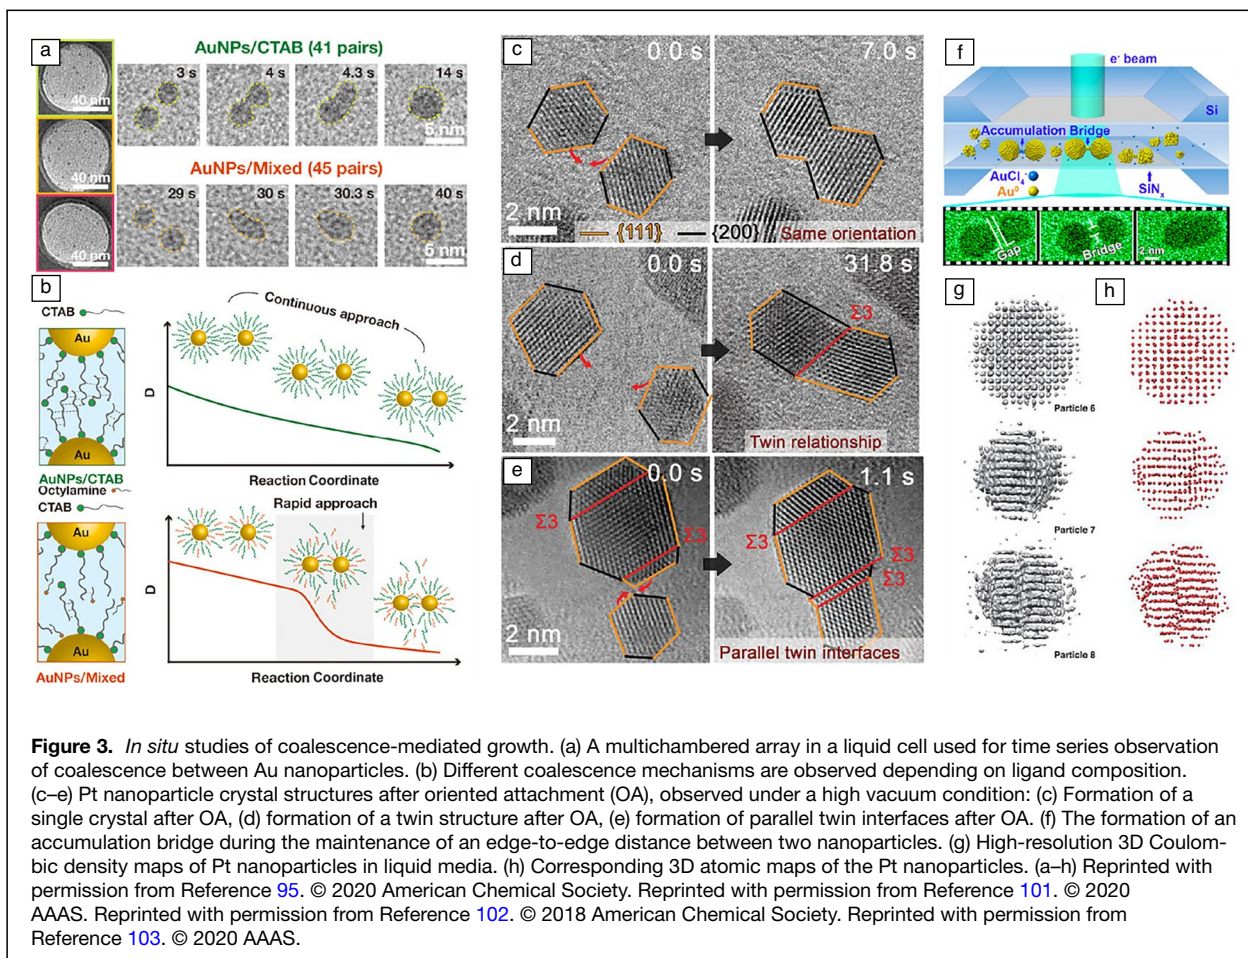 a
40 nm
40 nm
40 nm
AuNPs/CTAB (41 pairs)
3 s
4 s
4.3 s
14 s
5 nm
AuNPs/Mixed (45 pairs)
29 s
30 s
30.3 s
40 s
5 nm
b
CTAB
Au
Au
AuNPs/CTAB
Continuous approach
D
Reaction Coordinate
Octylamine
CTAB
Au
Au
AuNPs/Mixed
Rapid approach
D
Reaction Coordinate
c
0.0 s
7.0 s
2 nm
{111}
{200}
Same orientation
d
0.0 s
31.8 s
Σ3
2 nm
Twin relationship
e
0.0 s
1.1 s
Σ3
Σ3
Σ3
Σ3
Σ3
2 nm
Parallel twin interfaces
f
e⁻ beam
Si
Accumulation Bridge
AuCl₄⁻
Au⁰
SiNₓ
Gap
Bridge
2 nm
g
Particle 6
Particle 7
Particle 8
h
Figure 3. In situ studies of coalescence-mediated growth. (a) A multichambered array in a liquid cell used for time series observation
of coalescence between Au nanoparticles. (b) Different coalescence mechanisms are observed depending on ligand composition.
(c–e) Pt nanoparticle crystal structures after oriented attachment (OA), observed under a high vacuum condition: (c) Formation of a
single crystal after OA, (d) formation of a twin structure after OA, (e) formation of parallel twin interfaces after OA. (f) The formation of an
accumulation bridge during the maintenance of an edge-to-edge distance between two nanoparticles. (g) High-resolution 3D Coulom-
bic density maps of Pt nanoparticles in liquid media. (h) Corresponding 3D atomic maps of the Pt nanoparticles. (a–h) Reprinted with
permission from Reference 95. © 2020 American Chemical Society. Reprinted with permission from Reference 101. © 2020
AAAS. Reprinted with permission from Reference 102. © 2018 American Chemical Society. Reprinted with permission from
Reference 103. © 2020 AAAS.